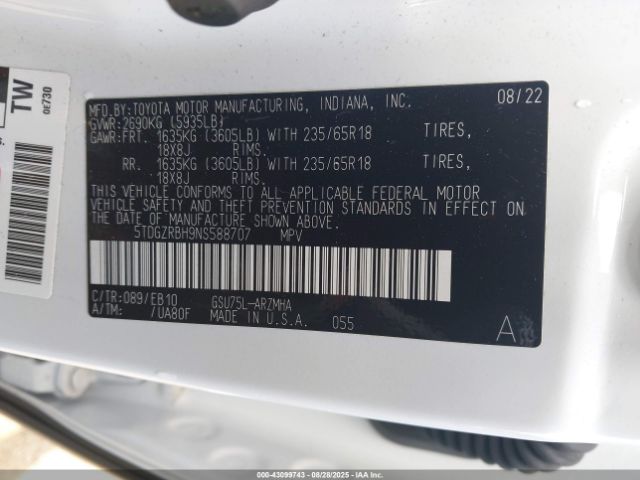 TW
0E730
MFD.BY:TOYOTA MOTOR MANUFACTURING, INDIANA, INC. 08/22
GVWR:2690KG (5935LB)
GAWR:FRT. 1635KG (3605LB) WITH 235/65R18 TIRES,
18X8J RIMS.
RR. 1635KG (3605LB) WITH 235/65R18 TIRES,
18X8J RIMS.
THIS VEHICLE CONFORMS TO ALL APPLICABLE FEDERAL MOTOR
VEHICLE SAFETY AND THEFT PREVENTION STANDARDS IN EFFECT ON
THE DATE OF MANUFACTURE SHOWN ABOVE.
5TDGZRBH9NS588707 MPV
C/TR:089/EB10 GSU75L-ARZMHA
A/TM: /UA80F MADE IN U.S.A. 055 A
000-43099743 - 08/28/2025 - IAAI.CA